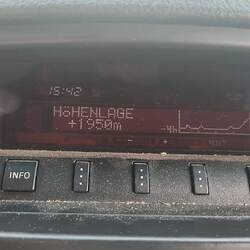 15:42
HÖHENLAGE
+1950m
-4h
- +
INFO